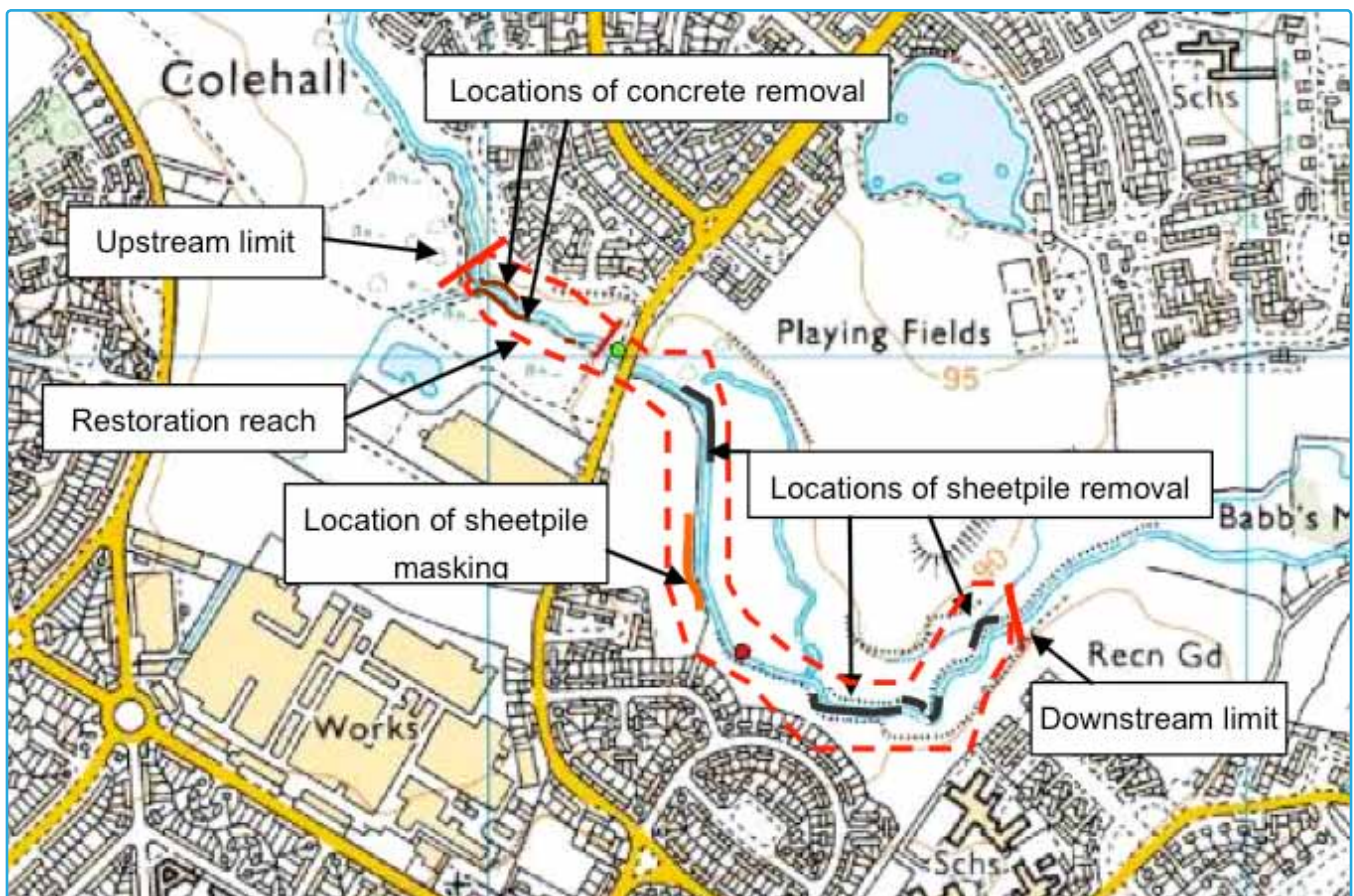 Colehall
Locations of concrete removal
Schs
Upstream limit
Playing Fields
95
Restoration reach
Locations of sheetpile removal
Location of sheetpile
masking
Babb's M
90
Recn Gd
Downstream limit
Works
Schs